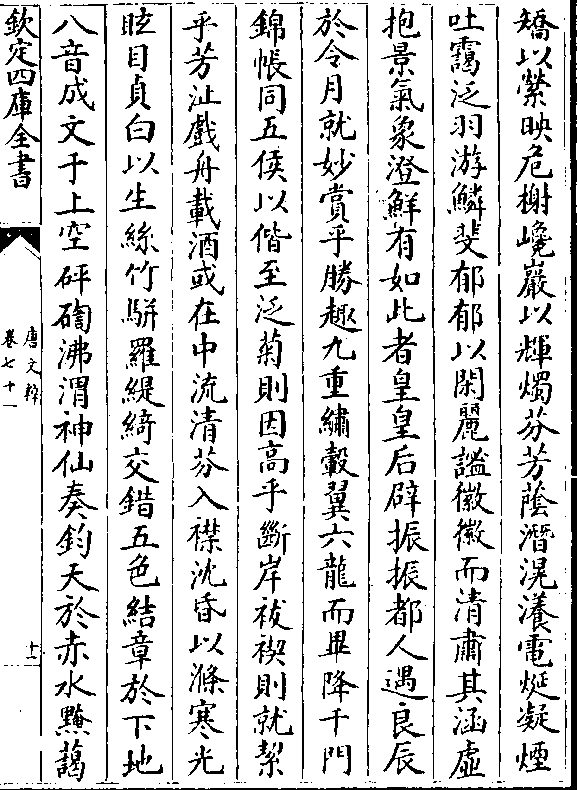 矯以縈映危榭巉巖以輝燭芬芳蔭潛滉瀁電烻凝煙
吐靄泛羽游鱗斐郁郁以閑麗謐徽徽而清肅其涵虛
抱景氣象澄鮮有如此者皇皇后辟振振都人遇良辰
於令月就妙賞乎勝趣九重繡轂翼六龍而畢降千門
錦帳同五侯以偕至泛菊則因高乎斷岸祓禊則就潔
乎芳沚戲舟載酒或在中流清芬入襟沈昏以滌寒光
眩目貞白以生絲竹駢羅緹綺交錯五色結章於下地
八音成文于上空砰磕沸渭神仙奏鈞天於赤水黤藹
欽定四庫全書
唐文粹
卷七十一
十二